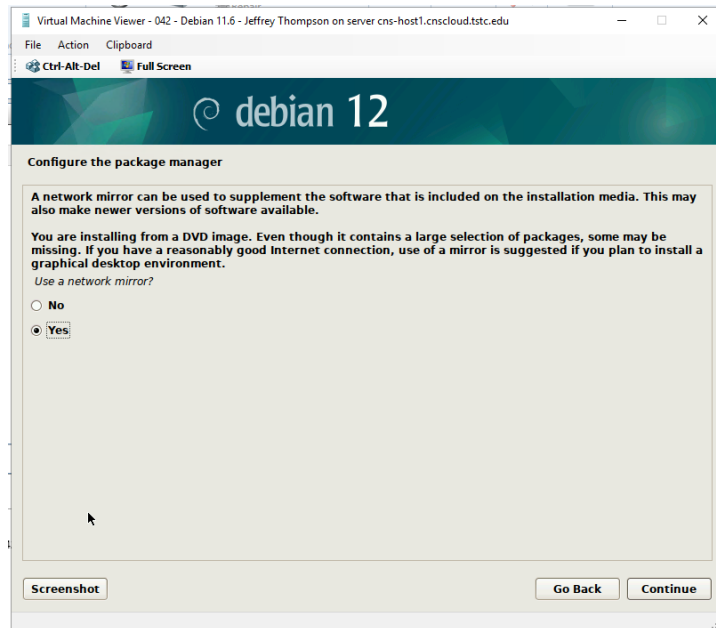 Virtual Machine Viewer - 042 - Debian 11.6 - Jeffrey Thompson on server cns-host1.cnscloud.tstc.edu
File Action Clipboard
Ctrl-Alt-Del Full Screen
debian 12
Configure the package manager
A network mirror can be used to supplement the software that is included on the installation media. This may
also make newer versions of software available.
You are installing from a DVD image. Even though it contains a large selection of packages, some may be
missing. If you have a reasonably good Internet connection, use of a mirror is suggested if you plan to install a
graphical desktop environment.
Use a network mirror?
No
Yes
Screenshot Go Back Continue